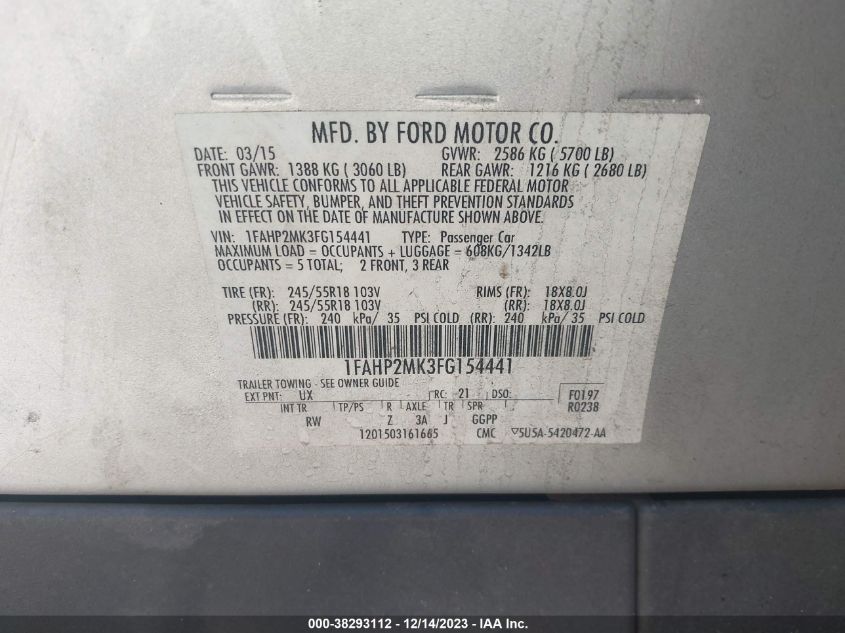 MFD. BY FORD MOTOR CO.
DATE: 03/15 GVWR: 2586 KG ( 5700 LB)
FRONT GAWR: 1388 KG ( 3060 LB) REAR GAWR: 1216 KG ( 2680 LB)
THIS VEHICLE CONFORMS TO ALL APPLICABLE FEDERAL MOTOR
VEHICLE SAFETY, BUMPER, AND THEFT PREVENTION STANDARDS
IN EFFECT ON THE DATE OF MANUFACTURE SHOWN ABOVE.
VIN: 1FAHP2MK3FG154441 TYPE: Passenger Car
MAXIMUM LOAD = OCCUPANTS + LUGGAGE = 608KG/1342LB
OCCUPANTS = 5 TOTAL; 2 FRONT, 3 REAR
TIRE (FR): 245/55R18 103V RIMS (FR): 18X8.0J
(RR): 245/55R18 103V (RR): 18X8.0J
PRESSURE (FR): 240 kPa/ 35 PSI COLD (RR): 240 kPa/ 35 PSI COLD
1FAHP2MK3FG154441
TRAILER TOWING - SEE OWNER GUIDE
EXT PNT: UX RC: 21 DSO: F0197
INT TR TP/PS R AXLE TR SPR R0238
RW Z 3A J GGPP
1201503161665 CMC ▽5U5A-5420472-AA
000-38293112 - 12/14/2023 - IAA Inc.